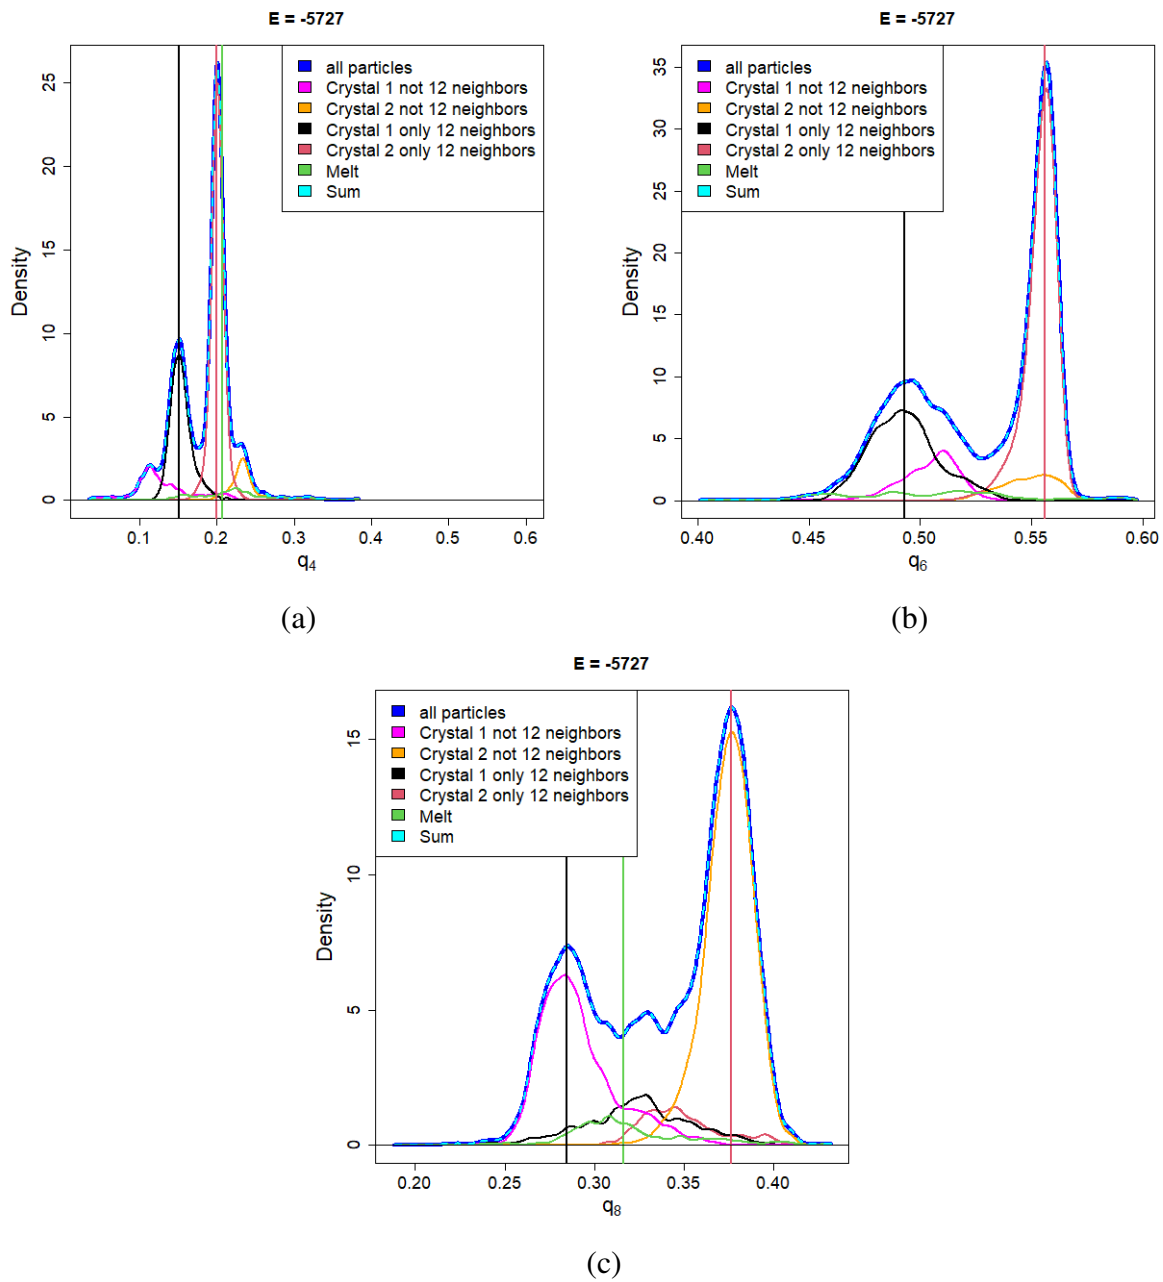 E = -5727
all particles
Crystal 1 not 12 neighbors
Crystal 2 not 12 neighbors
Crystal 1 only 12 neighbors
Crystal 2 only 12 neighbors
Melt
Sum
Density
0
5
10
15
20
25
0.1 0.2 0.3 0.4 0.5 0.6
q4
(a)
E = -5727
all particles
Crystal 1 not 12 neighbors
Crystal 2 not 12 neighbors
Crystal 1 only 12 neighbors
Crystal 2 only 12 neighbors
Melt
Sum
Density
0
5
10
15
20
25
30
35
0.40 0.45 0.50 0.55 0.60
q6
(b)
E = -5727
all particles
Crystal 1 not 12 neighbors
Crystal 2 not 12 neighbors
Crystal 1 only 12 neighbors
Crystal 2 only 12 neighbors
Melt
Sum
Density
0
5
10
15
0.20 0.25 0.30 0.35 0.40
q8
(c)